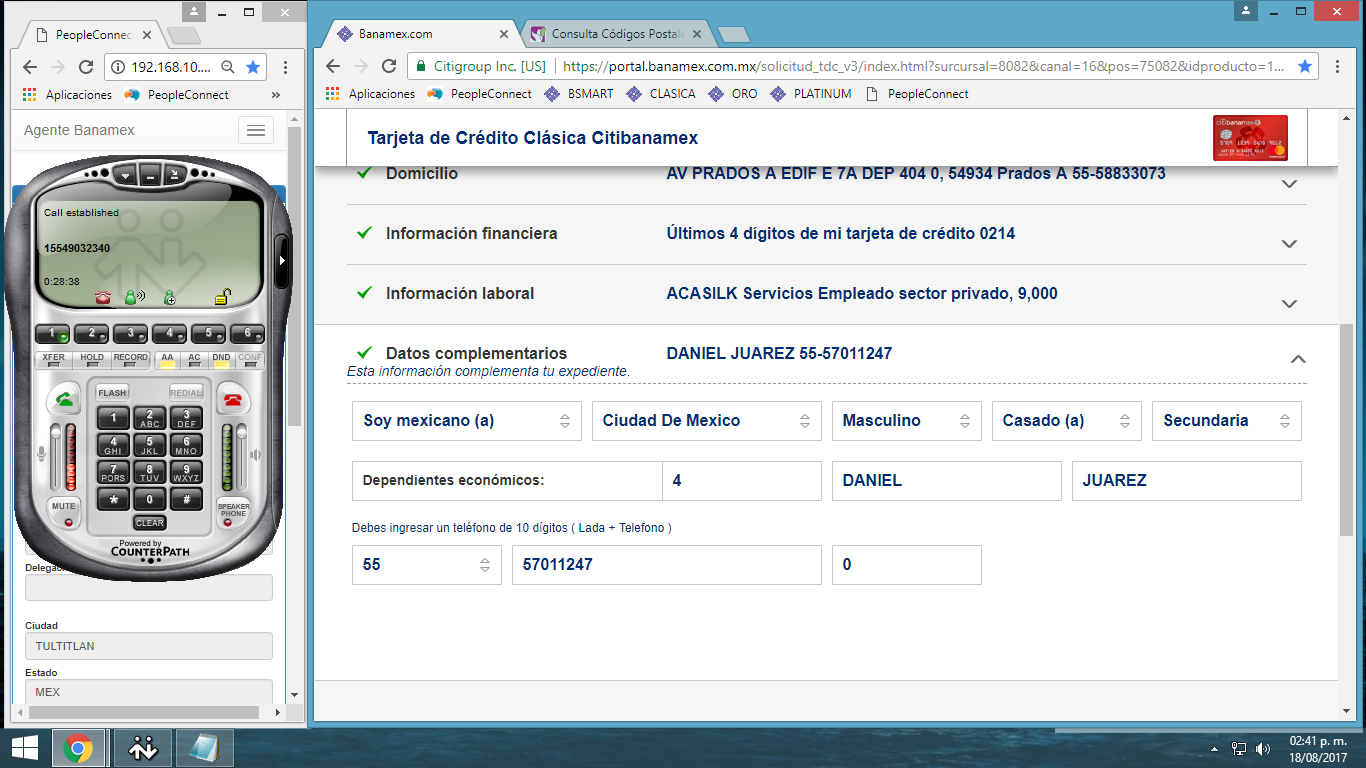 PeopleConnec
192.168.10....
Aplicaciones
PeopleConnect
»
Agente Banamex
Call established
15549032340
0:28:38
1 2 3 4 5 6
XFER HOLD RECORD AA AC DND CONF
FLASH REDIAL
1 2 ABC 3 DEF
4 GHI 5 JKL 6 MNO
7 PQRS 8 TUV 9 WXYZ
* 0 #
MUTE
SPEAKER PHONE
CLEAR
Powered by
COUNTERPATH
Delegac
Ciudad
TULTITLAN
Estado
MEX
Banamex.com
Consulta Códigos Postale
Citigroup Inc. [US]
https://portal.banamex.com.mx/solicitud_tdc_v3/index.html?surcursal=8082&canal=16&pos=75082&idproducto=1...
Aplicaciones PeopleConnect BSMART CLASICA ORO PLATINUM PeopleConnect
Tarjeta de Crédito Clásica Citibanamex
citibanamex
Domicilio AV PRADOS A EDIF E 7A DEP 404 0, 54934 Prados A 55-58833073
Información financiera Últimos 4 dígitos de mi tarjeta de crédito 0214
Información laboral ACASILK Servicios Empleado sector privado, 9,000
Datos complementarios DANIEL JUAREZ 55-57011247
Esta información complementa tu expediente.
Soy mexicano (a) Ciudad De Mexico Masculino Casado (a) Secundaria
Dependientes económicos: 4 DANIEL JUAREZ
Debes ingresar un teléfono de 10 dígitos ( Lada + Telefono )
55 57011247 0
02:41 p. m.
18/08/2017